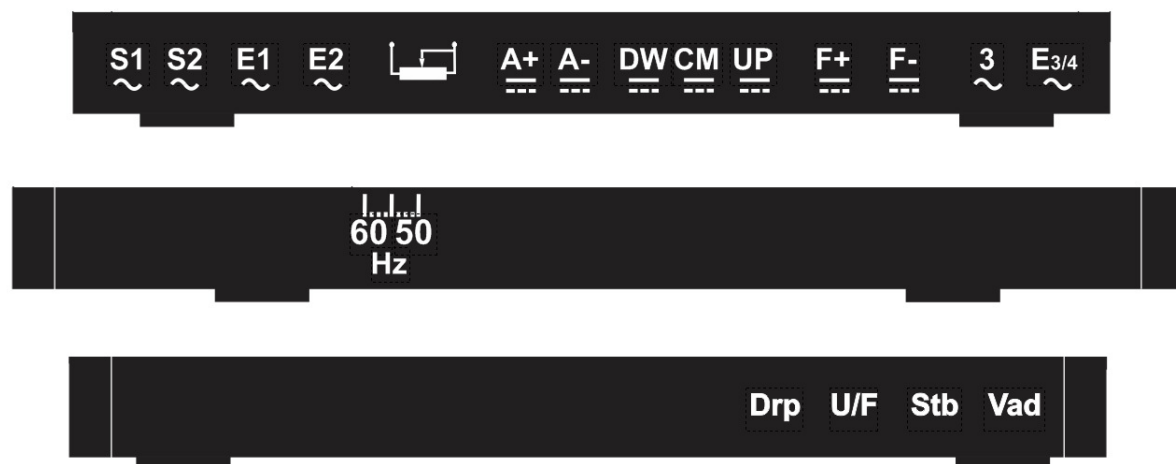 S1 S2 E1 E2 A+ A- DW CM UP F+ F- 3 E3/4
60 50
Hz
Drp U/F Stb Vad